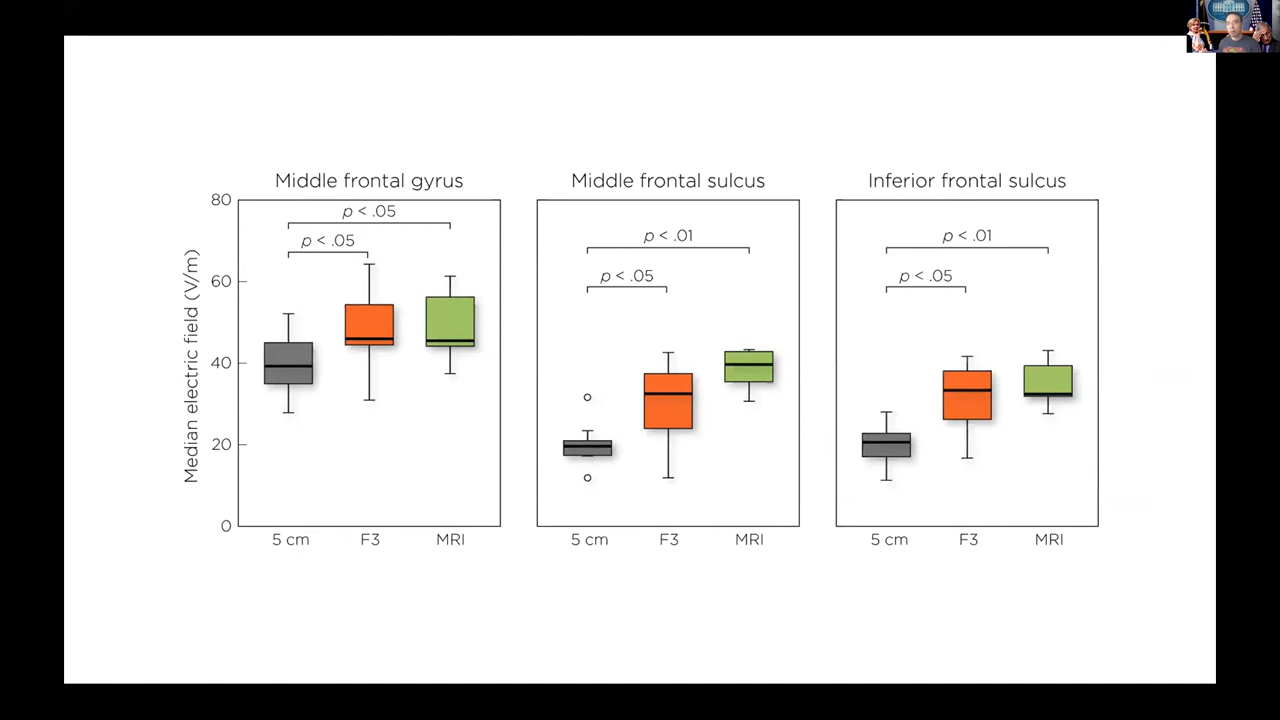 Middle frontal gyrus
Middle frontal sulcus
Inferior frontal sulcus
Median electric field (V/m)
80
60
40
20
0
p < .05
p < .05
p < .01
p < .05
p < .01
p < .05
5 cm F3 MRI
5 cm F3 MRI
5 cm F3 MRI